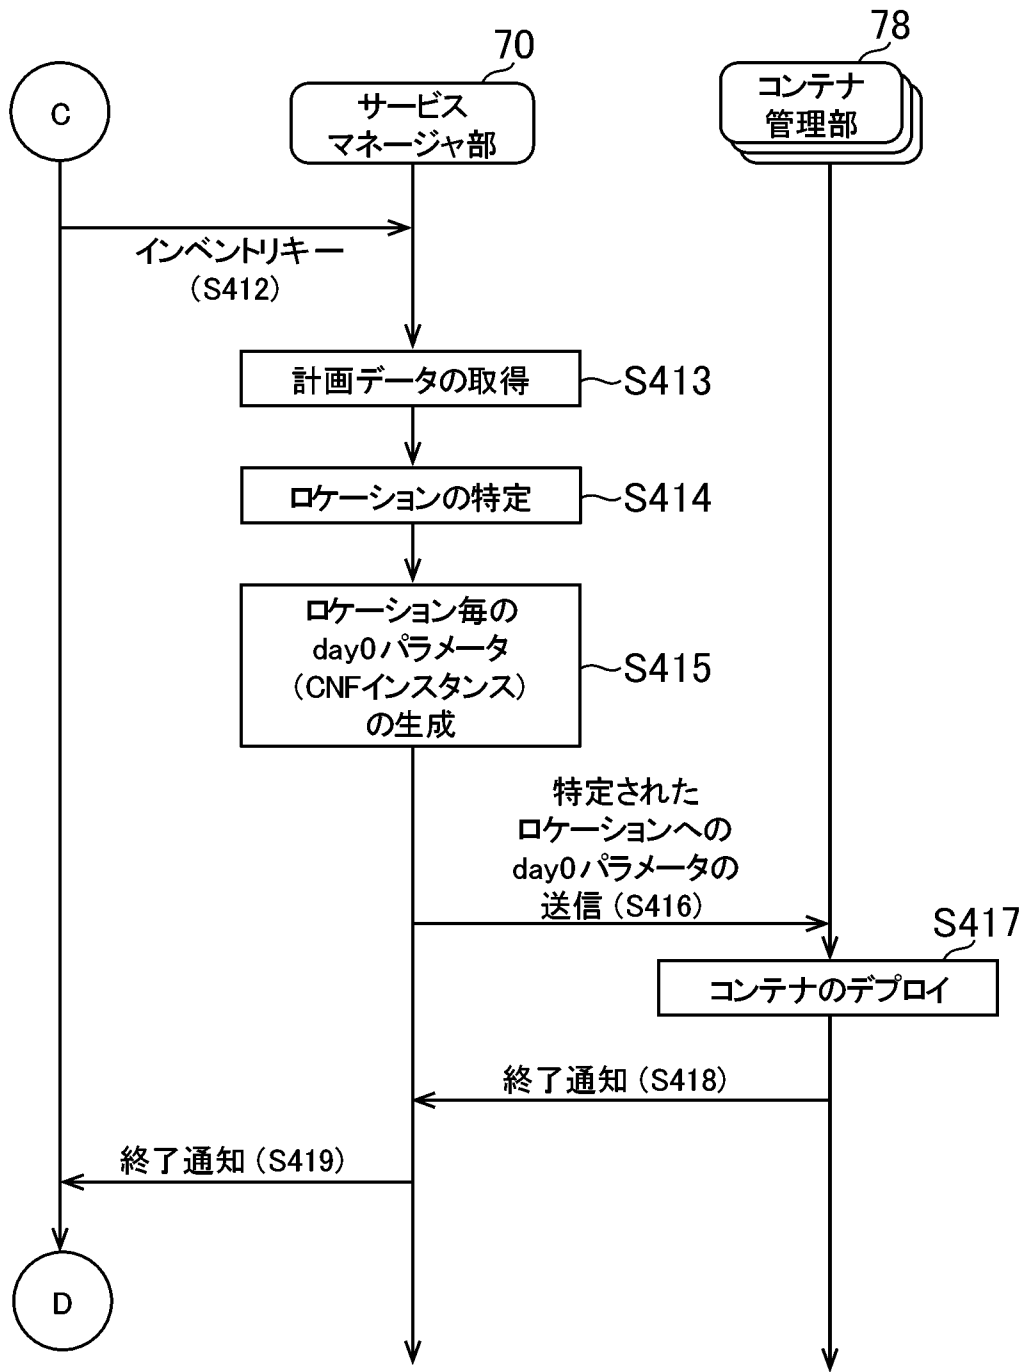 70
78
C
サービス
マネージャ部
コンテナ
管理部
インベントリキー
(S412)
計画データの取得
S413
ロケーションの特定
S414
ロケーション毎の
day0パラメータ
(CNFインスタンス)
の生成
S415
特定された
ロケーションへの
day0パラメータの
送信(S416)
S417
コンテナのデプロイ
終了通知(S418)
終了通知(S419)
D